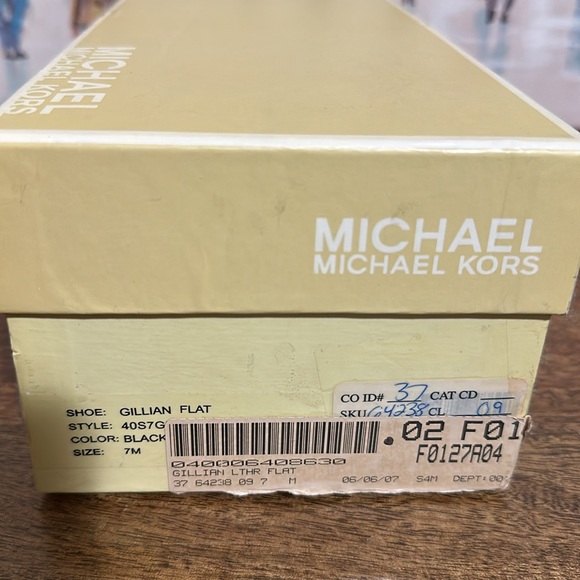 MICHAEL
MICHAEL KORS
MICHAEL
MICHAEL KORS
SHOE: GILLIAN FLAT
STYLE: 40S7G
COLOR: BLACK
SIZE: 7M
CO ID# 37 CAT CD
SKU 64238 CL 09
.02 F01
F0127A04
040006408630
GILLIAN LTHR FLAT
37 64238 09 7 M 06/06/07 S4M DEPT:00